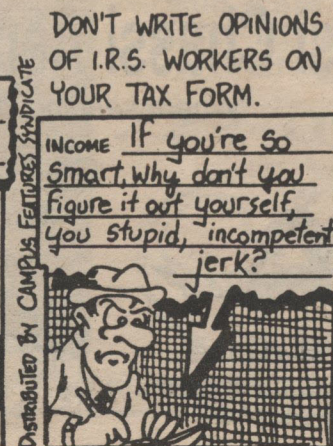 DON'T WRITE OPINIONS
OF I.R.S. WORKERS ON
YOUR TAX FORM.
INCOME If you're so
smart, why don't you
figure it out yourself,
you stupid, incompetent
jerk?
DISTRIBUTED BY CAMPUS FEATURES SYNDICATE